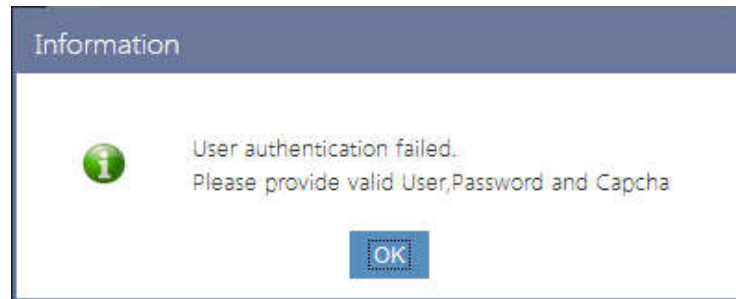 Information
User authentication failed.
Please provide valid User,Password and Capcha
OK